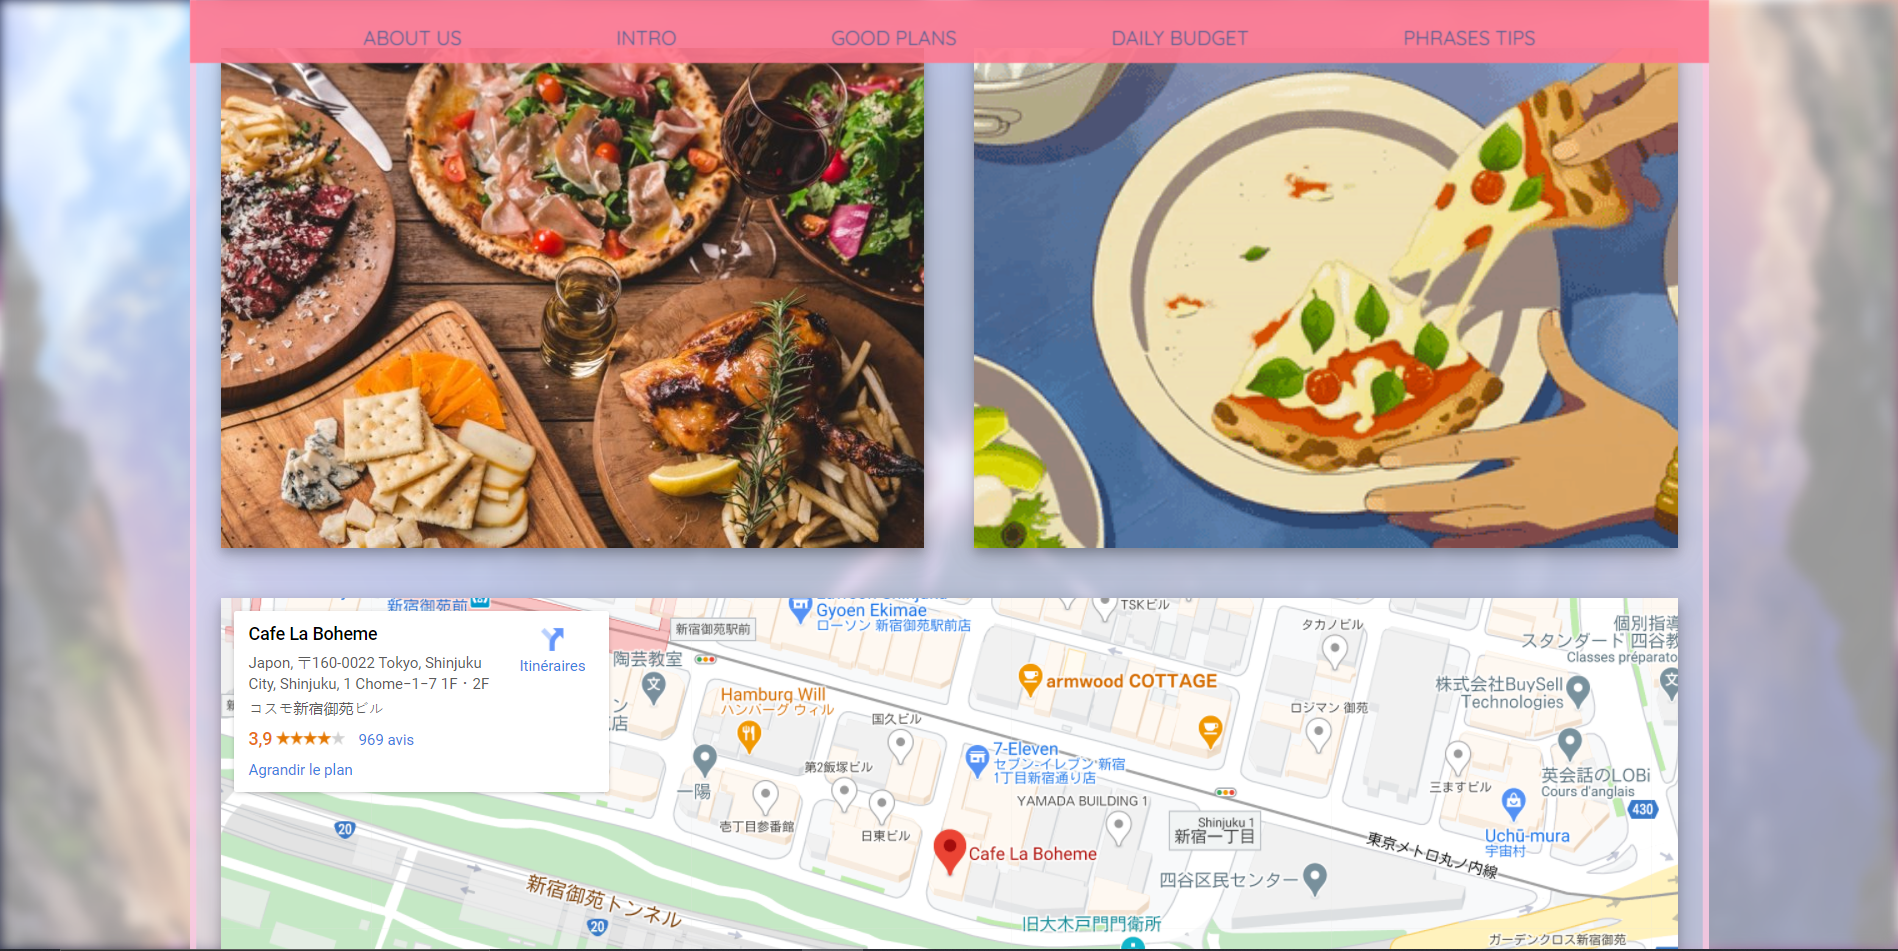 ABOUT US
INTRO
GOOD PLANS
DAILY BUDGET
PHRASES TIPS
Cafe La Boheme
Japon, 〒160-0022 Tokyo, Shinjuku
City, Shinjuku, 1 Chome−1−7 1F・2F
コスモ新宿御苑ビル
3,9
969 avis
Agrandir le plan
Itinéraires
新宿御苑前
新宿御苑駅前
陶芸教室
Gyoen Ekimae
ローソン 新宿御苑駅前店
TSKビル
タカノビル
個別指導
スタンダード 四谷教
Classes préparato
Hamburg Will
ハンバーグ ウィル
国久ビル
armwood COTTAGE
ロジマン 御苑
株式会社BuySell
Technologies
7-Eleven
セブン-イレブン 新宿
1丁目新宿通り店
第2飯塚ビル
一陽
壱丁目参番館
日東ビル
YAMADA BUILDING 1
Shinjuku 1
新宿一丁目
三ますビル
英会話のLOBi
Cours d'anglais
430
Uchū-mura
宇宙村
東京メトロ丸ノ内線
Cafe La Boheme
四谷区民センター
20
新宿御苑トンネル
20
旧大木戸門門衛所
ガーデンクロス新宿御苑